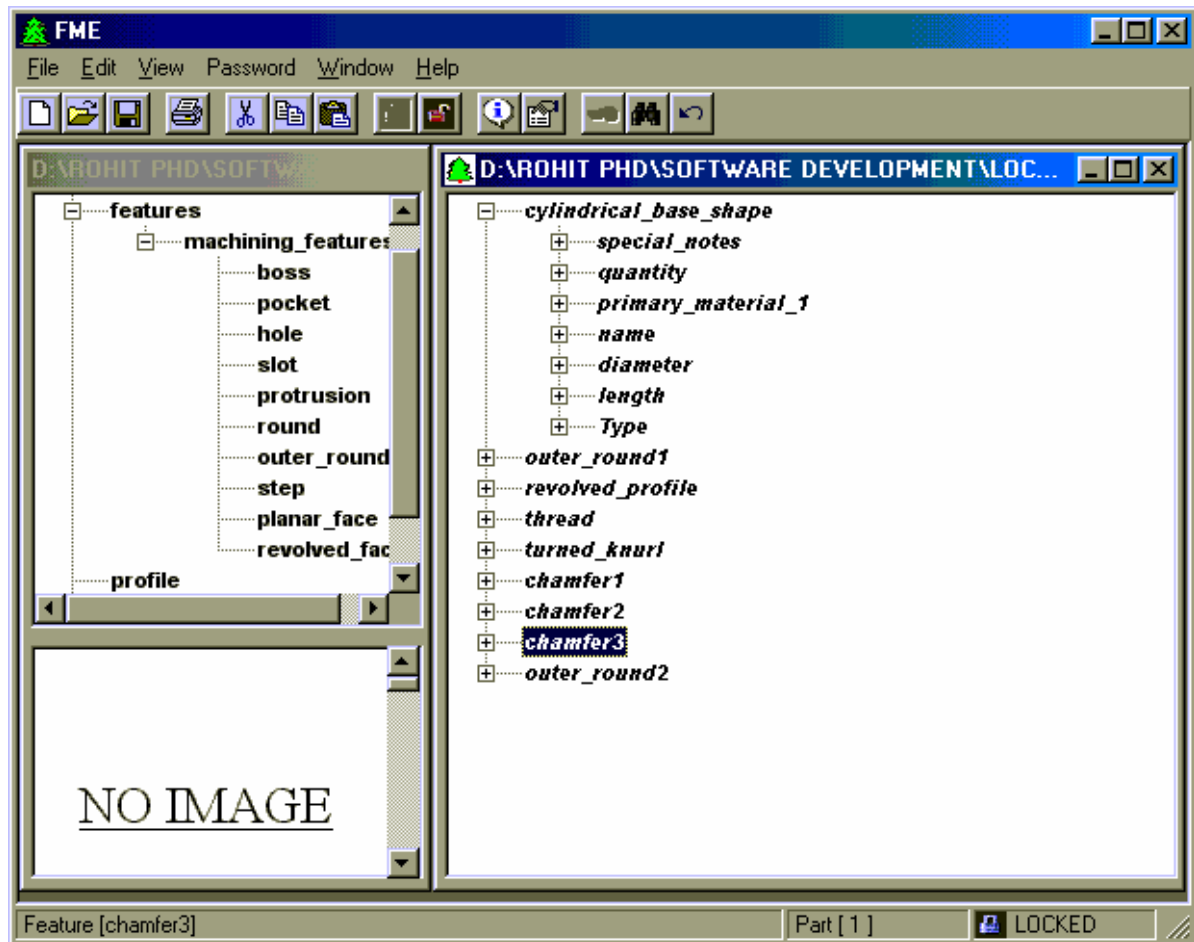 FME
File Edit View Password Window Help
D:\ROHIT PHD\SOFTW
features
machining_features
boss
pocket
hole
slot
protrusion
round
outer_round
step
planar_face
revolved_fac
profile
NO IMAGE
D:\ROHIT PHD\SOFTWARE DEVELOPMENT\LOC...
cylindrical_base_shape
special_notes
quantity
primary_material_1
name
diameter
length
Type
outer_round1
revolved_profile
thread
turned_knurl
chamfer1
chamfer2
chamfer3
outer_round2
Feature [chamfer3]
Part [ 1 ]
LOCKED